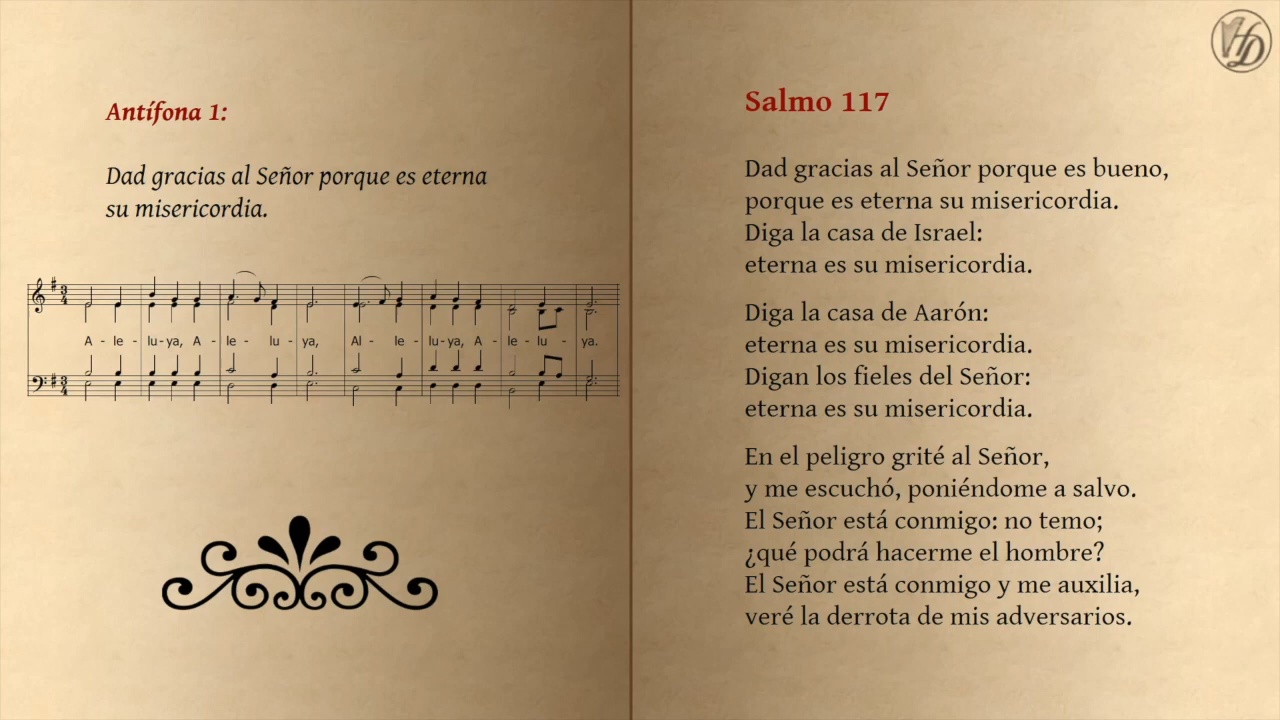 Antífona 1:
Dad gracias al Señor porque es eterna
su misericordia.
A - le - lu - ya, A - le - lu - ya, Al - le - lu - ya, A - le - lu - ya.
HD
Salmo 117
Dad gracias al Señor porque es bueno,
porque es eterna su misericordia.
Diga la casa de Israel:
eterna es su misericordia.
Diga la casa de Aarón:
eterna es su misericordia.
Digan los fieles del Señor:
eterna es su misericordia.
En el peligro grité al Señor,
y me escuchó, poniéndome a salvo.
El Señor está conmigo: no temo;
¿qué podrá hacerme el hombre?
El Señor está conmigo y me auxilia,
veré la derrota de mis adversarios.